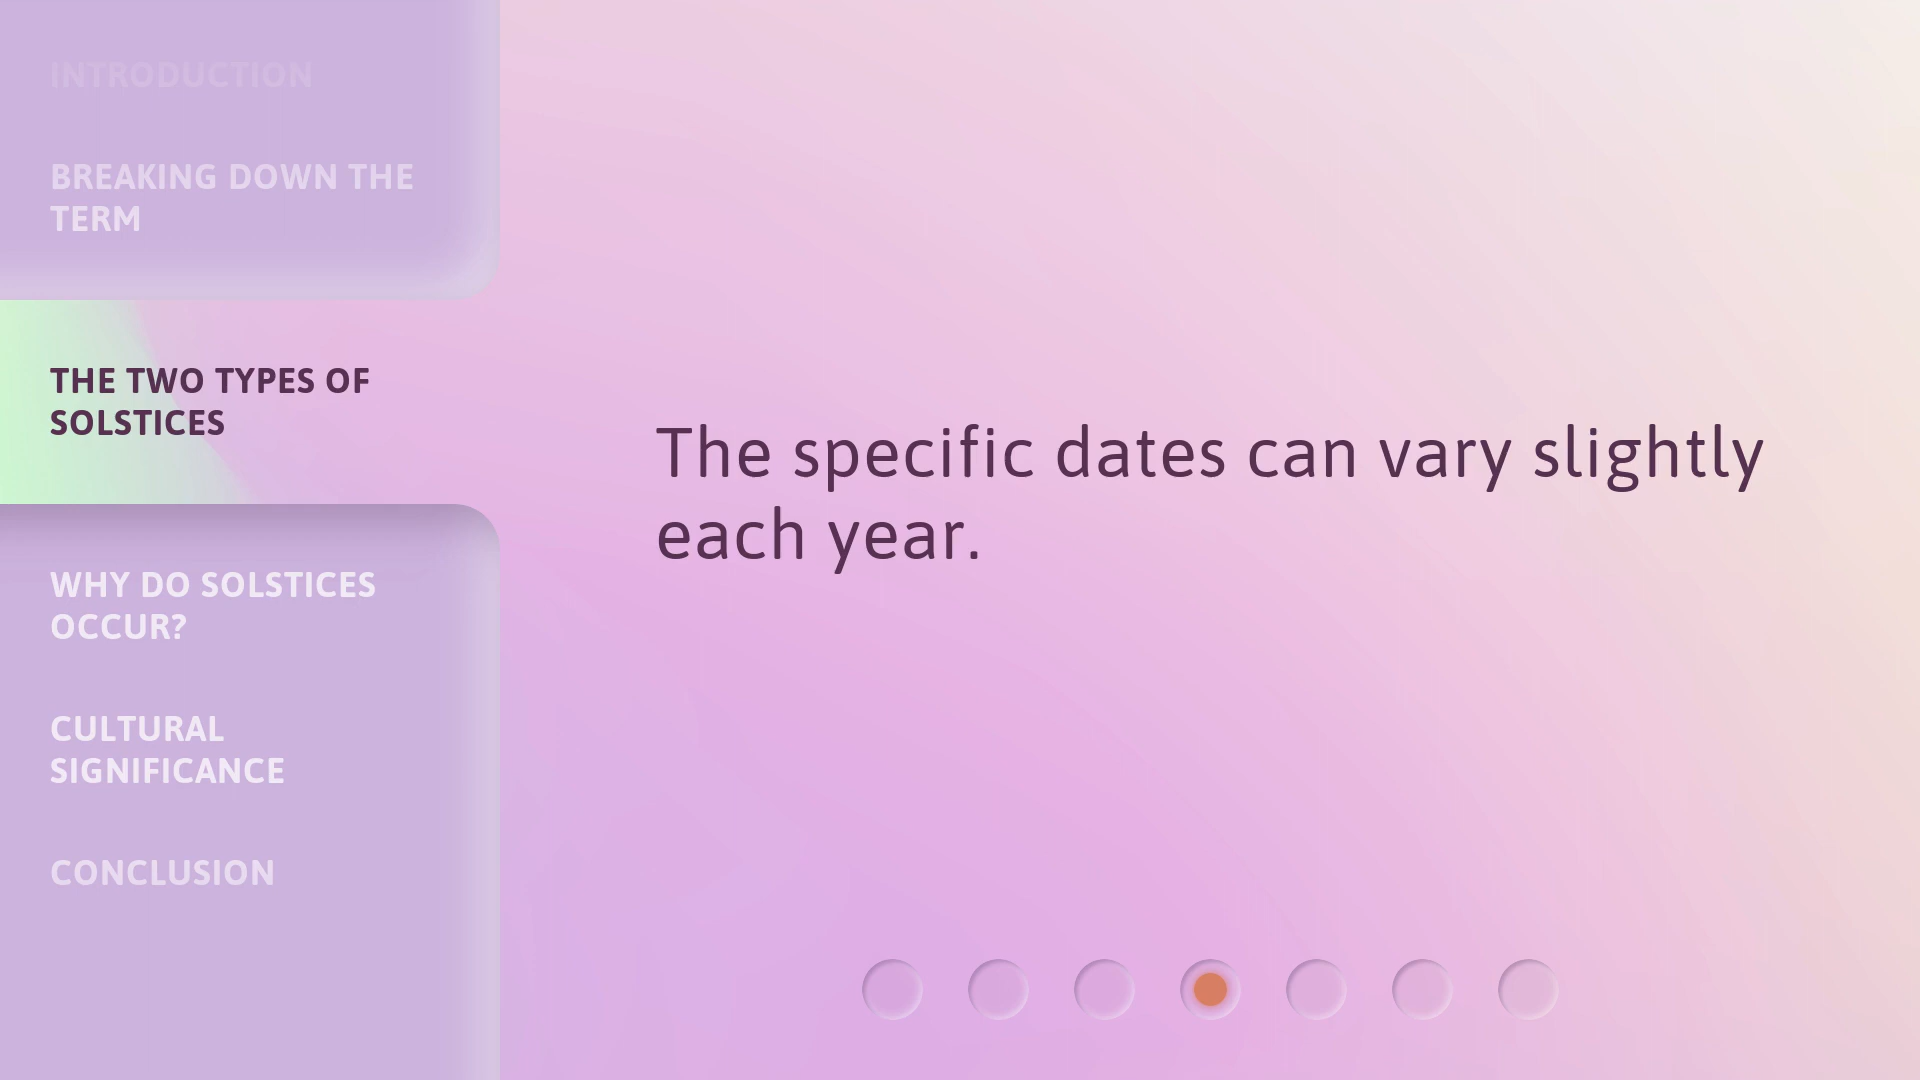 INTRODUCTION
BREAKING DOWN THE
TERM
THE TWO TYPES OF
SOLSTICES
WHY DO SOLSTICES
OCCUR?
CULTURAL
SIGNIFICANCE
CONCLUSION
The specific dates can vary slightly
each year.